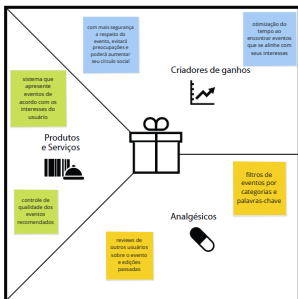 com mais segurança
a respeito do
evento, evitará
preocupações e
poderá aumentar
seu círculo social
otimização do
tempo ao
encontrar eventos
que se alinhe com
seus interesses
Criadores de ganhos
sistema que
apresente
eventos de
acordo com os
interesses do
usuário
Produtos
e Serviços
controle de
qualidade dos
eventos
recomendados
filtros de
eventos por
categorias e
palavras-chave
Analgésicos
reviews de
outros usuários
sobre o evento
e edições
passadas